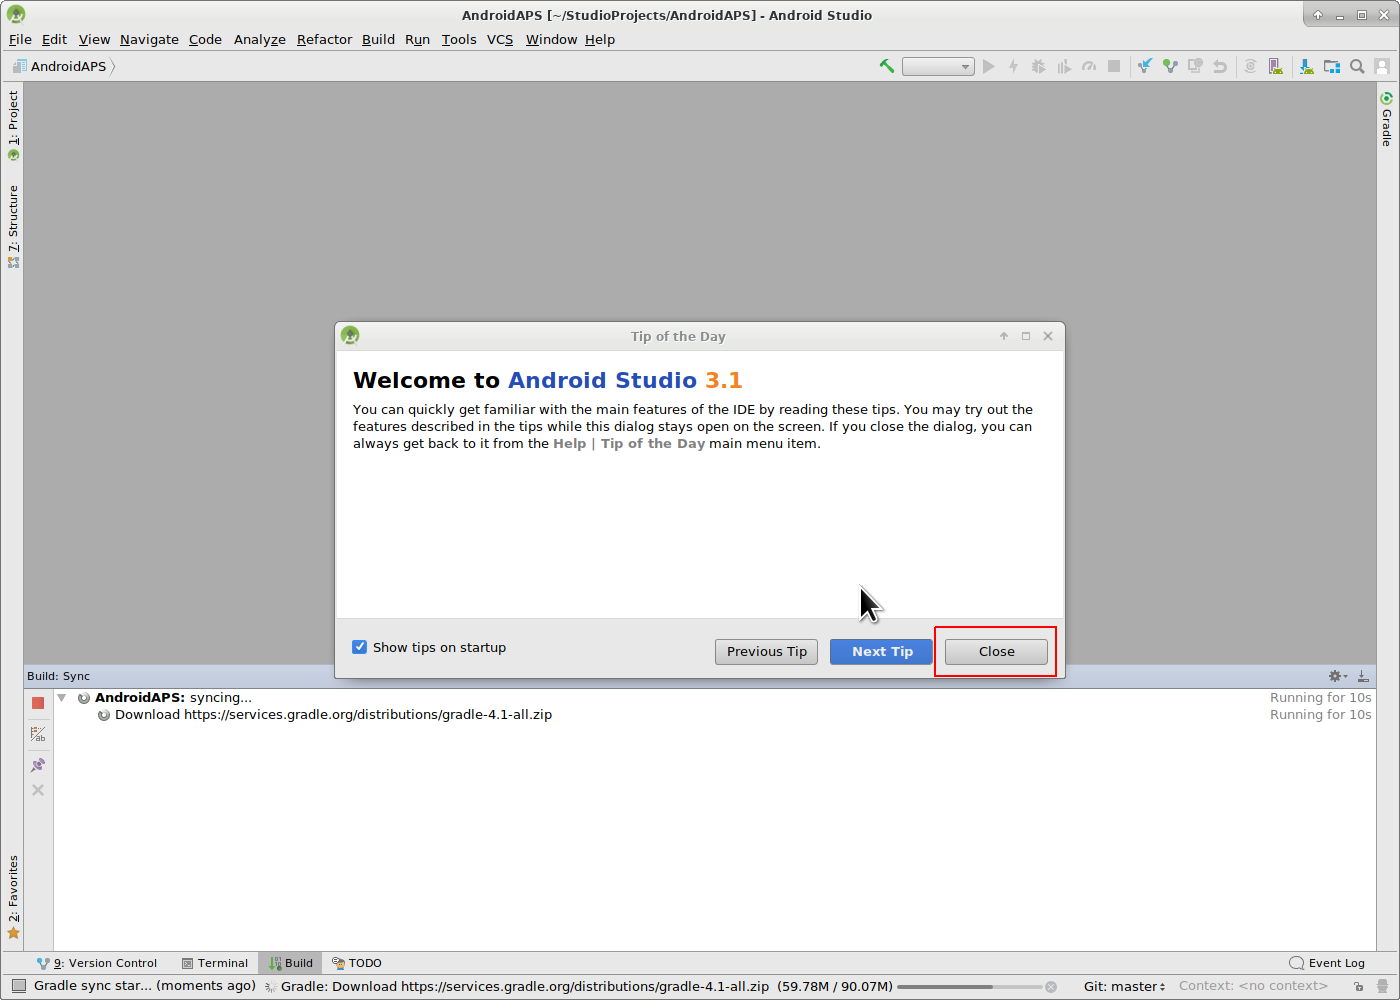 AndroidAPS [~/StudioProjects/AndroidAPS] - Android Studio
File Edit View Navigate Code Analyze Refactor Build Run Tools VCS Window Help
AndroidAPS
1: Project
7: Structure
2: Favorites
Gradle
Tip of the Day
Welcome to Android Studio 3.1
You can quickly get familiar with the main features of the IDE by reading these tips. You may try out the
features described in the tips while this dialog stays open on the screen. If you close the dialog, you can
always get back to it from the Help | Tip of the Day main menu item.
Show tips on startup
Previous Tip
Next Tip
Close
Build: Sync
AndroidAPS: syncing... Running for 10s
Download https://services.gradle.org/distributions/gradle-4.1-all.zip Running for 10s
9: Version Control Terminal Build TODO Event Log
Gradle sync star... (moments ago) Gradle: Download https://services.gradle.org/distributions/gradle-4.1-all.zip (59.78M / 90.07M) Git: master Context: <no context>